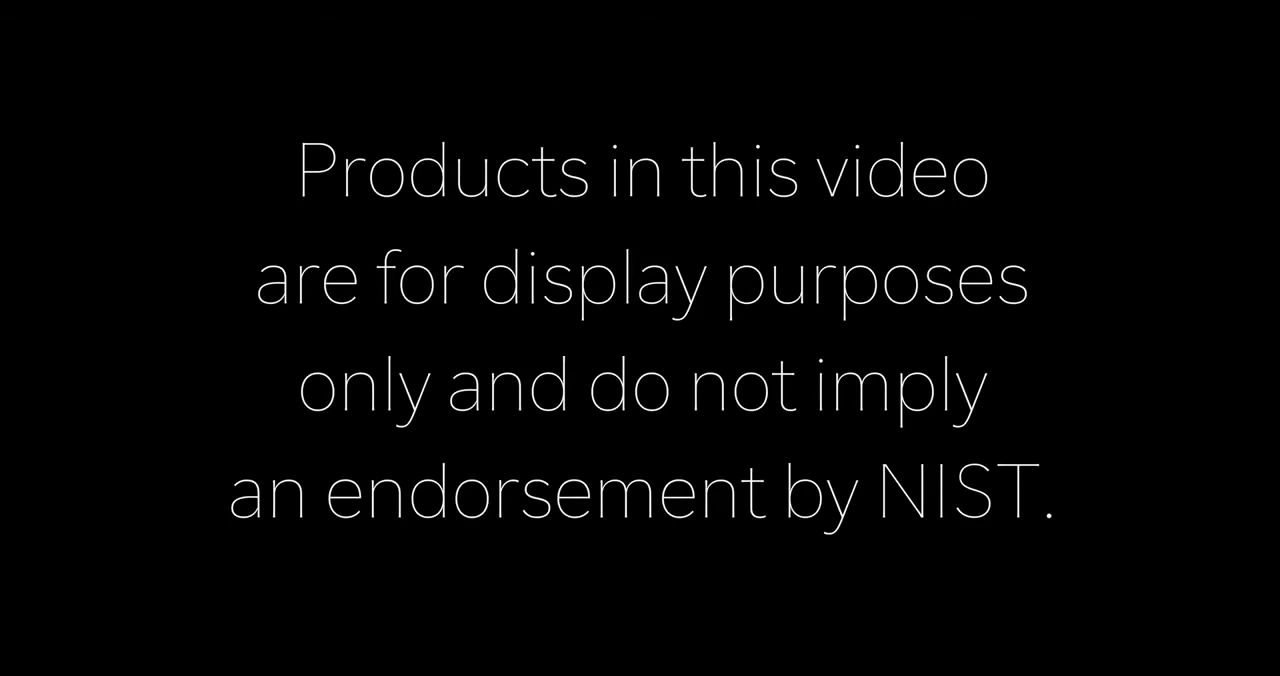 Products in this video
are for display purposes
only and do not imply
an endorsement by NIST.